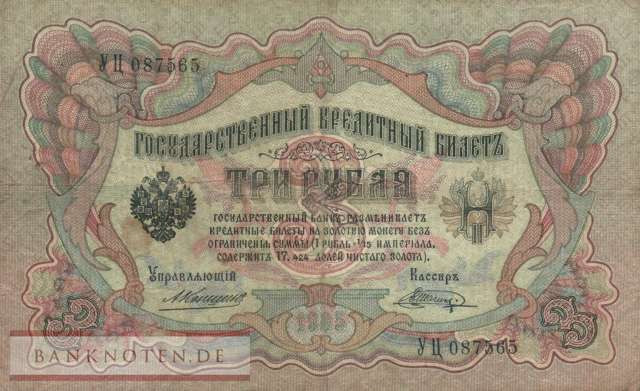 УЦ 087565
ГОСУДАРСТВЕННЫЙ КРЕДИТНЫЙ БИЛЕТЪ
ТРИ РУБЛЯ
ГОСУДАРСТВЕННЫЙ БАНКЪ РАЗМѢНИВАЕТЪ
КРЕДИТНЫЕ БИЛЕТЫ НА ЗОЛОТУЮ МОНЕТУ БЕЗЪ
ОГРАНИЧЕНІЯ СУММЫ (1 РУБЛЬ = 1/15 ИМПЕРІАЛА,
СОДЕРЖИТЪ 17,424 ДОЛЕЙ ЧИСТАГО ЗОЛОТА).
Управляющій Кассиръ
1905
УЦ 087565
BANKNOTEN.DE